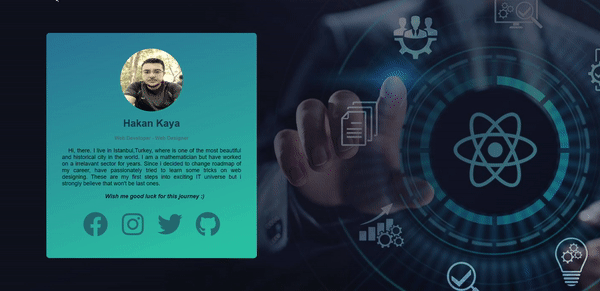 Hakan Kaya
Web Developer - Web Designer
Hi, there. I live in Istanbul,Turkey, where is one of the most beautiful
and historical city in the world. I am a mathematician but have worked
on a irrelavant sector for years. Since I decided to change roadmap of
my career, have passionately tried to learn some tricks on web
designing. These are my first steps into exciting IT universe but I
strongly believe that won't be last ones.
Wish me good luck for this journey :)